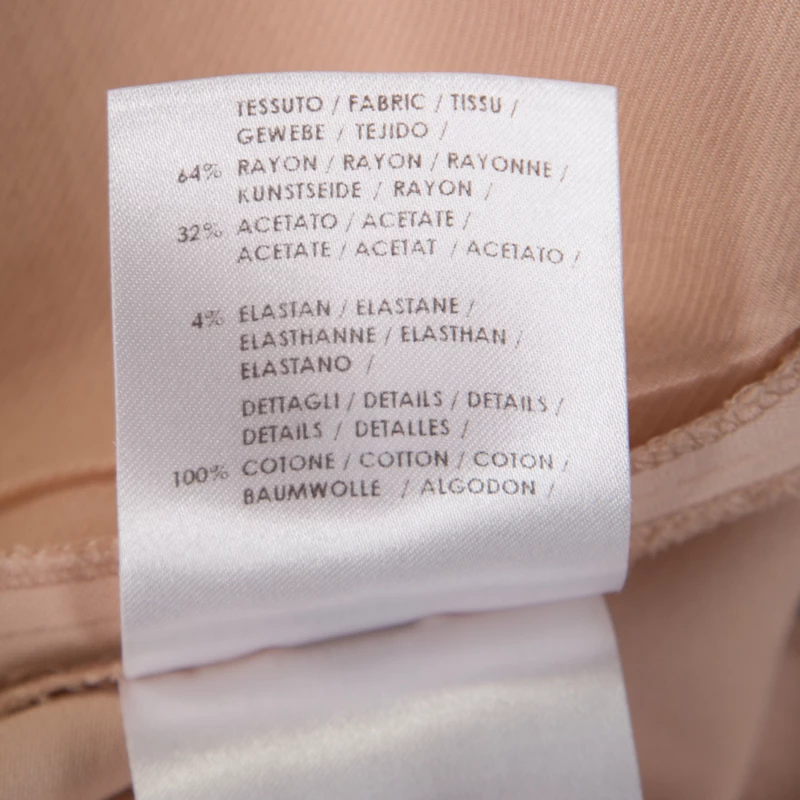 TESSUTO / FABRIC / TISSU /
GEWEBE / TEJIDO /
64% RAYON / RAYON / RAYONNE /
KUNSTSEIDE / RAYON /
32% ACETATO / ACETATE /
ACETATE / ACETAT / ACETATO /
4% ELASTAN / ELASTANE /
ELASTHANNE / ELASTHAN /
ELASTANO /
DETTAGLI / DETAILS / DETAILS /
DETAILS / DETALLES /
100% COTONE / COTTON / COTON /
BAUMWOLLE / ALGODON /